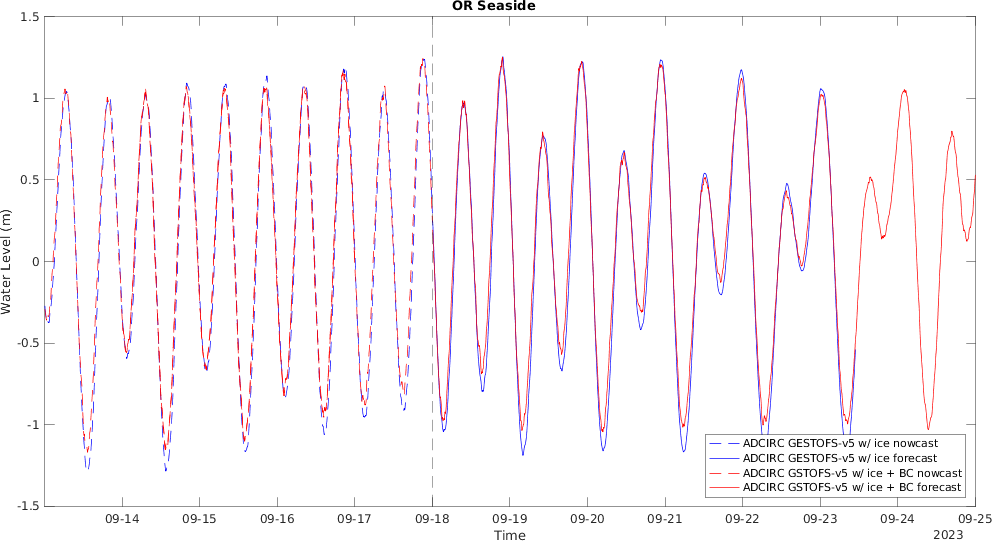 OR Seaside
1.5
1
0.5
0
-0.5
-1
-1.5
Water Level (m)
09-14
09-15
09-16
09-17
09-18
09-19
09-20
09-21
09-22
09-23
09-24
09-25
2023
Time
ADCIRC GESTOFS-v5 w/ ice nowcast
ADCIRC GESTOFS-v5 w/ ice forecast
ADCIRC GSTOFS-v5 w/ ice + BC nowcast
ADCIRC GSTOFS-v5 w/ ice + BC forecast